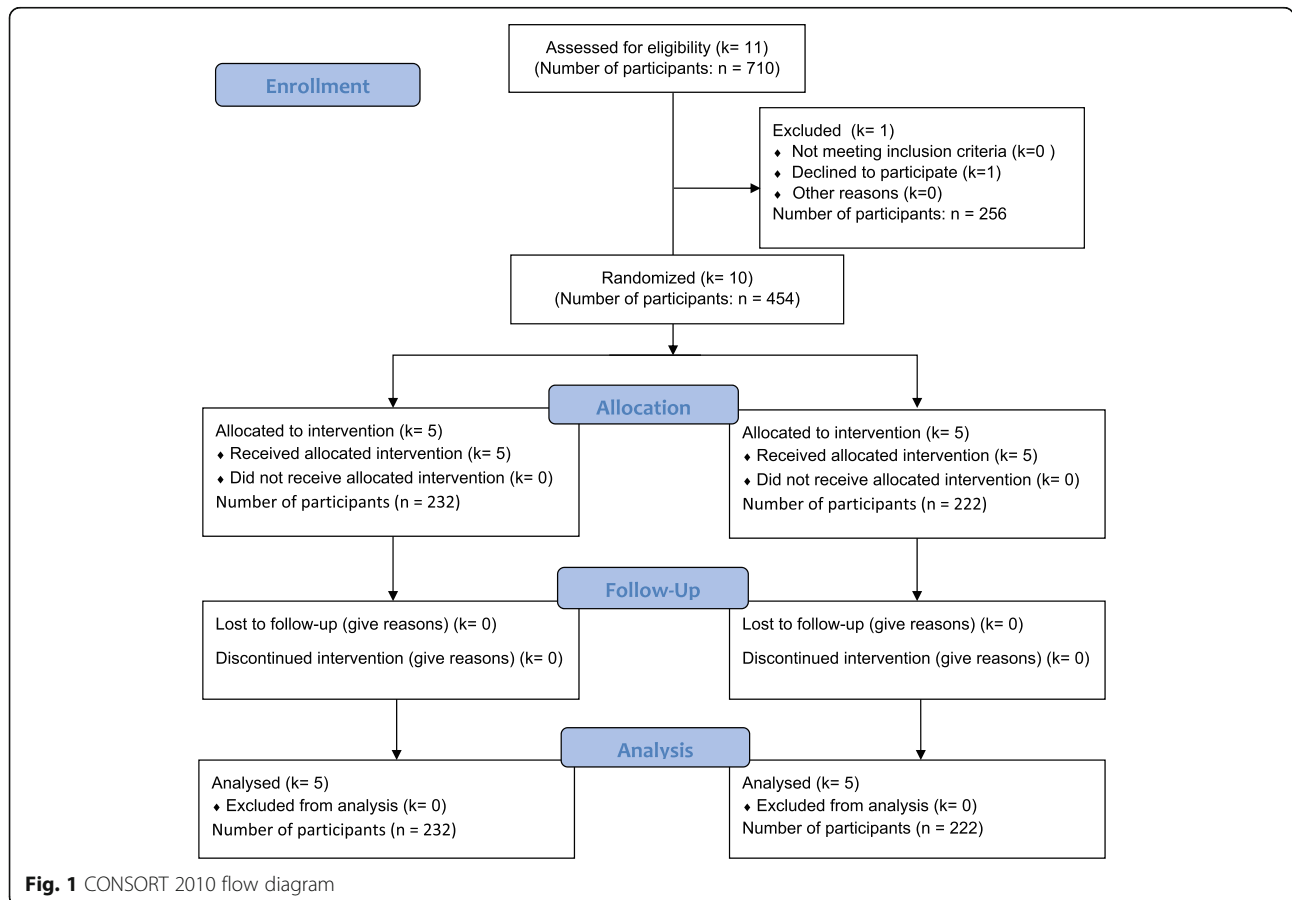 Assessed for eligibility (k= 11)
(Number of participants: n = 710)
Enrollment
Excluded (k= 1)
♦ Not meeting inclusion criteria (k=0 )
♦ Declined to participate (k=1)
♦ Other reasons (k=0)
Number of participants: n = 256
Randomized (k= 10)
(Number of participants: n = 454)
Allocation
Allocated to intervention (k= 5)
♦ Received allocated intervention (k= 5)
♦ Did not receive allocated intervention (k= 0)
Number of participants (n = 232)
Allocated to intervention (k= 5)
♦ Received allocated intervention (k= 5)
♦ Did not receive allocated intervention (k= 0)
Number of participants (n = 222)
Follow-Up
Lost to follow-up (give reasons) (k= 0)
Discontinued intervention (give reasons) (k= 0)
Lost to follow-up (give reasons) (k= 0)
Discontinued intervention (give reasons) (k= 0)
Analysis
Analysed (k= 5)
♦ Excluded from analysis (k= 0)
Number of participants (n = 232)
Analysed (k= 5)
♦ Excluded from analysis (k= 0)
Number of participants (n = 222)
Fig. 1 CONSORT 2010 flow diagram